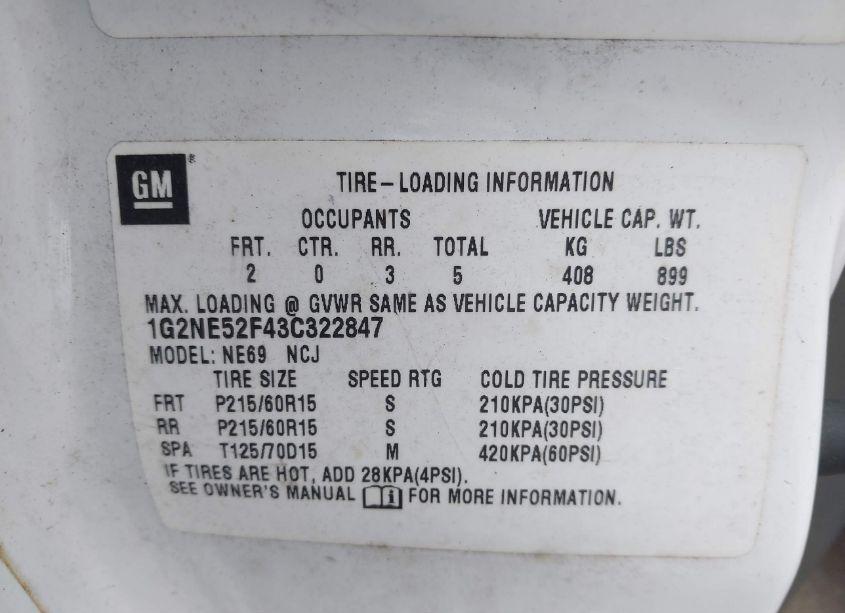 GM
TIRE-LOADING INFORMATION
OCCUPANTS VEHICLE CAP. WT.
FRT. CTR. RR. TOTAL KG LBS
2 0 3 5 408 899
MAX. LOADING @ GVWR SAME AS VEHICLE CAPACITY WEIGHT.
1G2NE52F43C322847
MODEL: NE69 NCJ
TIRE SIZE SPEED RTG COLD TIRE PRESSURE
FRT P215/60R15 S 210KPA(30PSI)
RR P215/60R15 S 210KPA(30PSI)
SPA T125/70D15 M 420KPA(60PSI)
IF TIRES ARE HOT, ADD 28KPA(4PSI).
SEE OWNER'S MANUAL i FOR MORE INFORMATION.